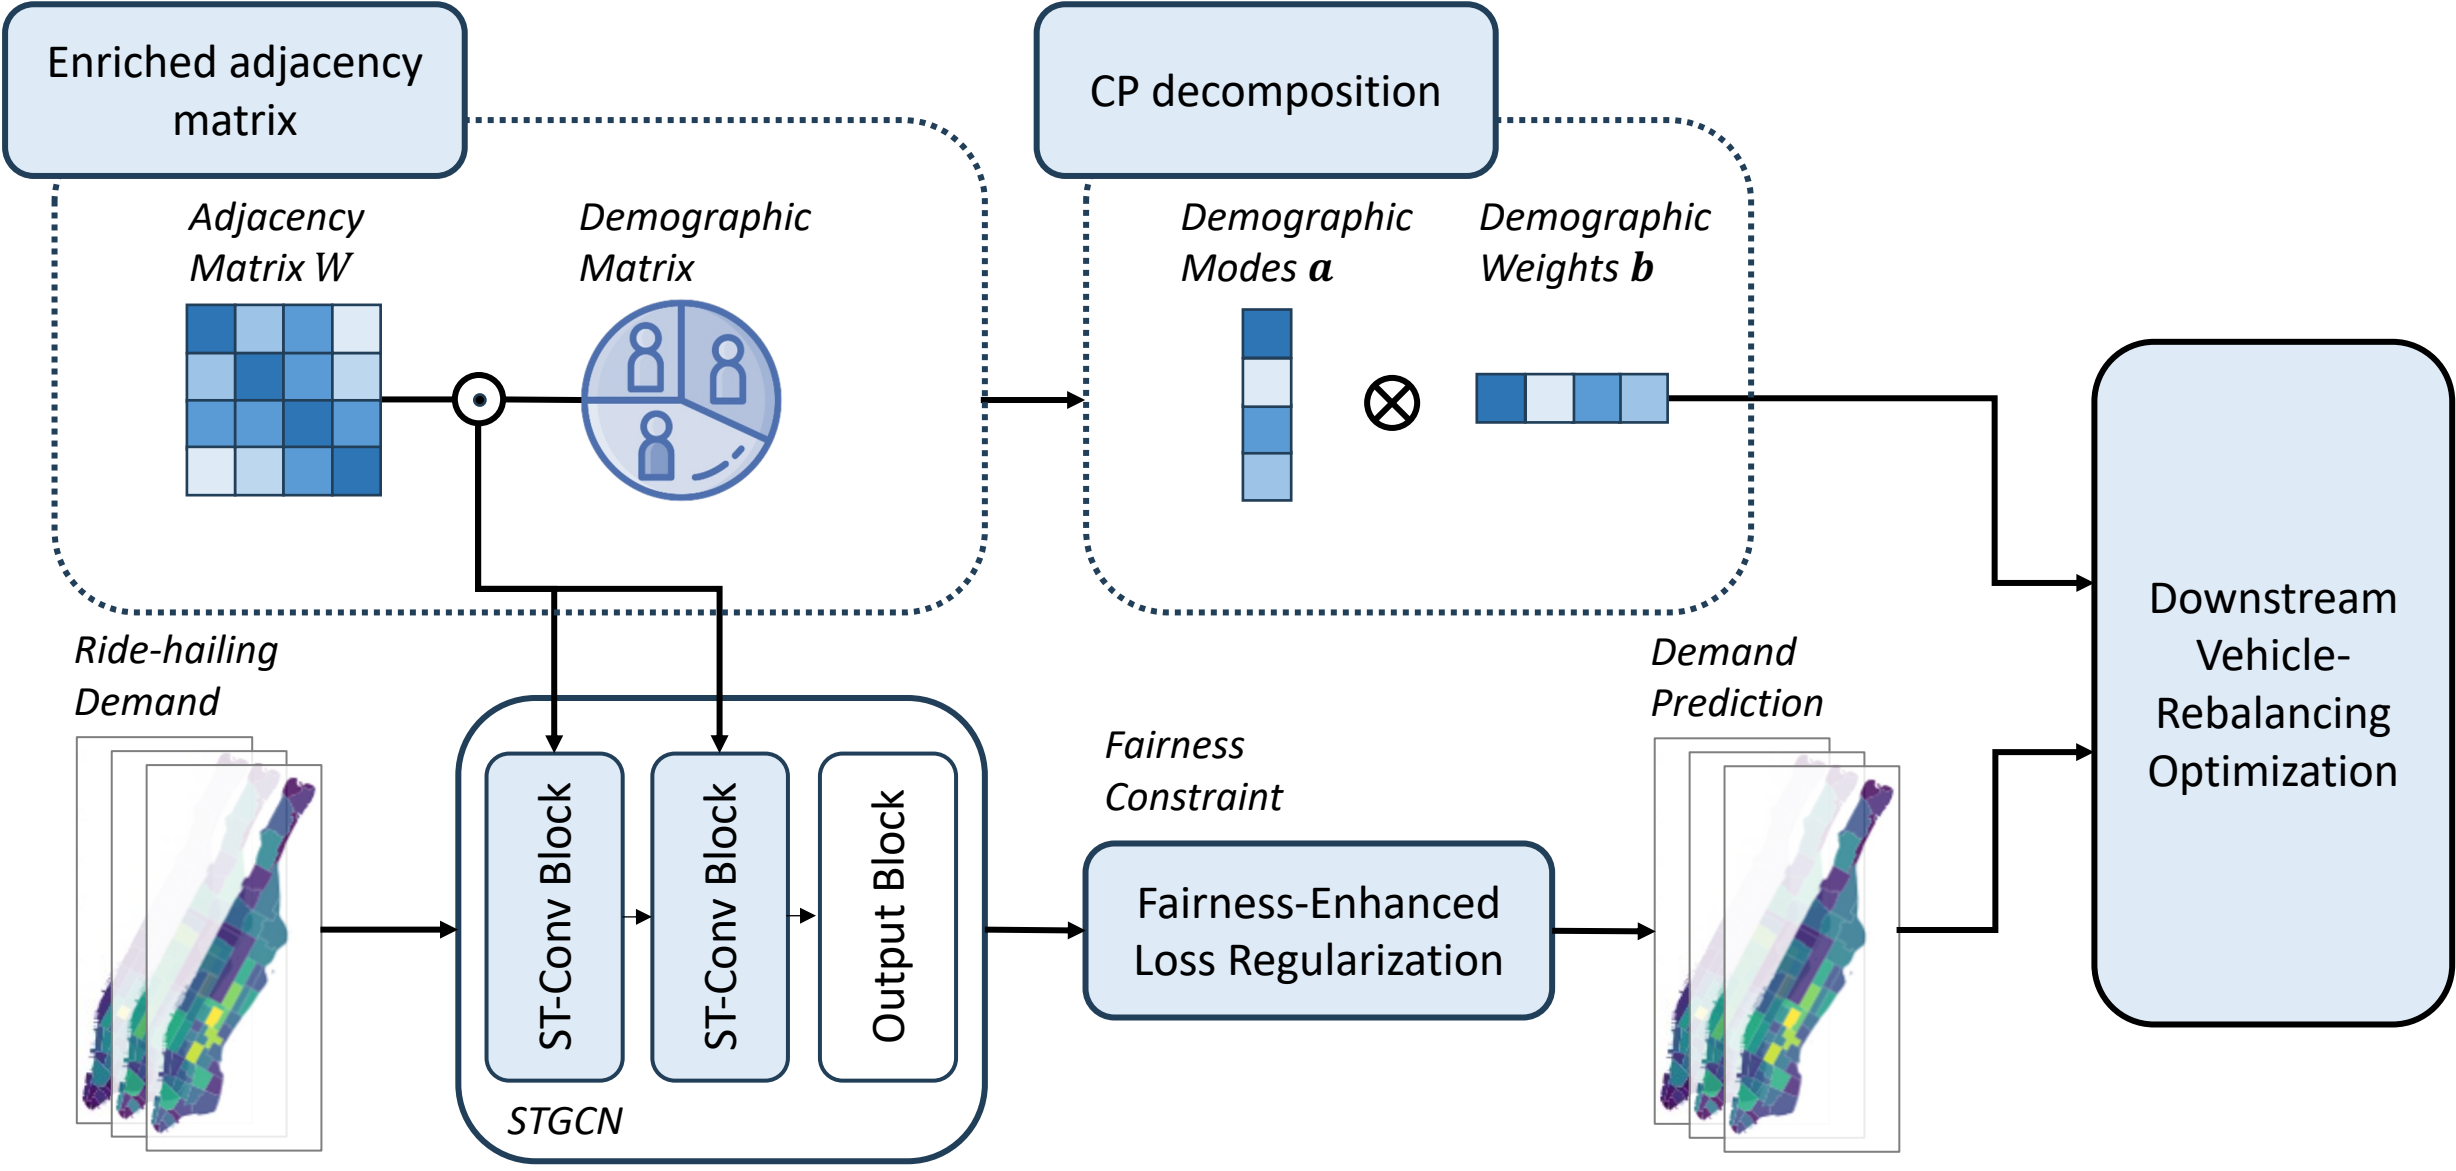 Enriched adjacency
matrix
CP decomposition
Adjacency
Matrix W
Demographic
Matrix
Demographic
Modes a
Demographic
Weights b
Ride-hailing
Demand
ST-Conv Block
ST-Conv Block
Output Block
STGCN
Fairness
Constraint
Fairness-Enhanced
Loss Regularization
Demand
Prediction
Downstream
Vehicle-
Rebalancing
Optimization